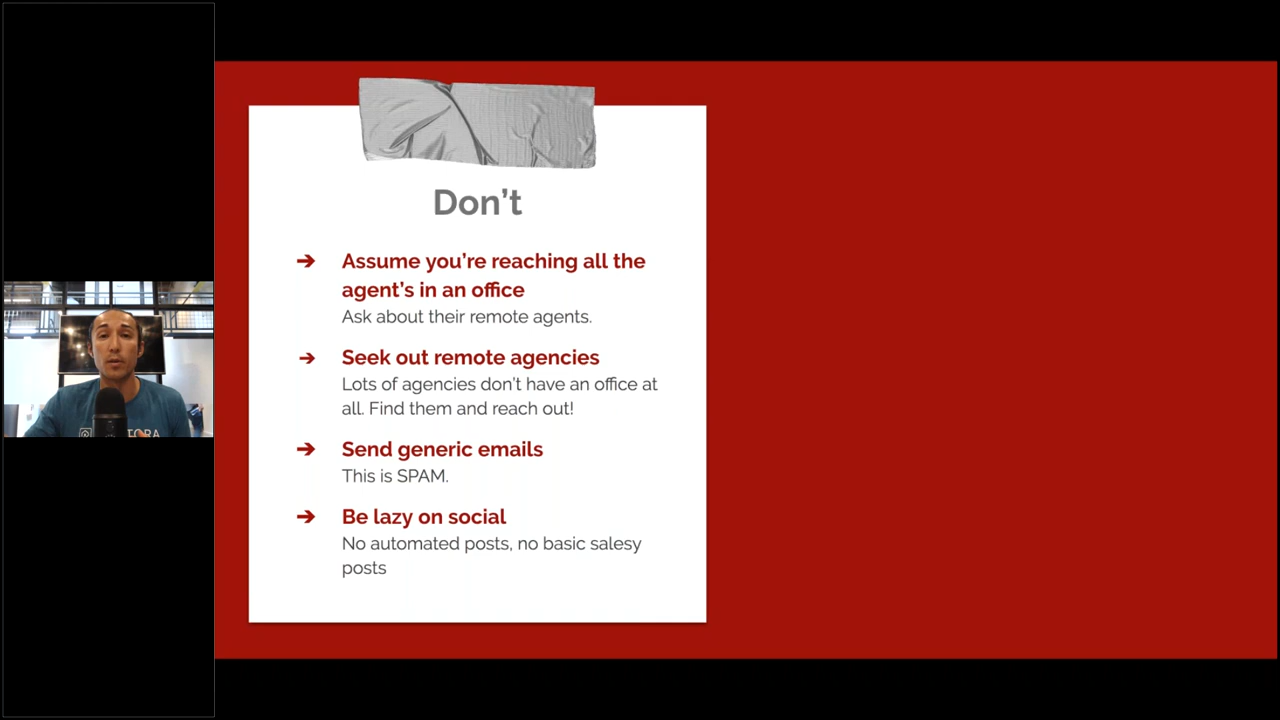 Don't
➔ Assume you're reaching all the
agent's in an office
Ask about their remote agents.
➔ Seek out remote agencies
Lots of agencies don't have an office at
all. Find them and reach out!
➔ Send generic emails
This is SPAM.
➔ Be lazy on social
No automated posts, no basic salesy
posts